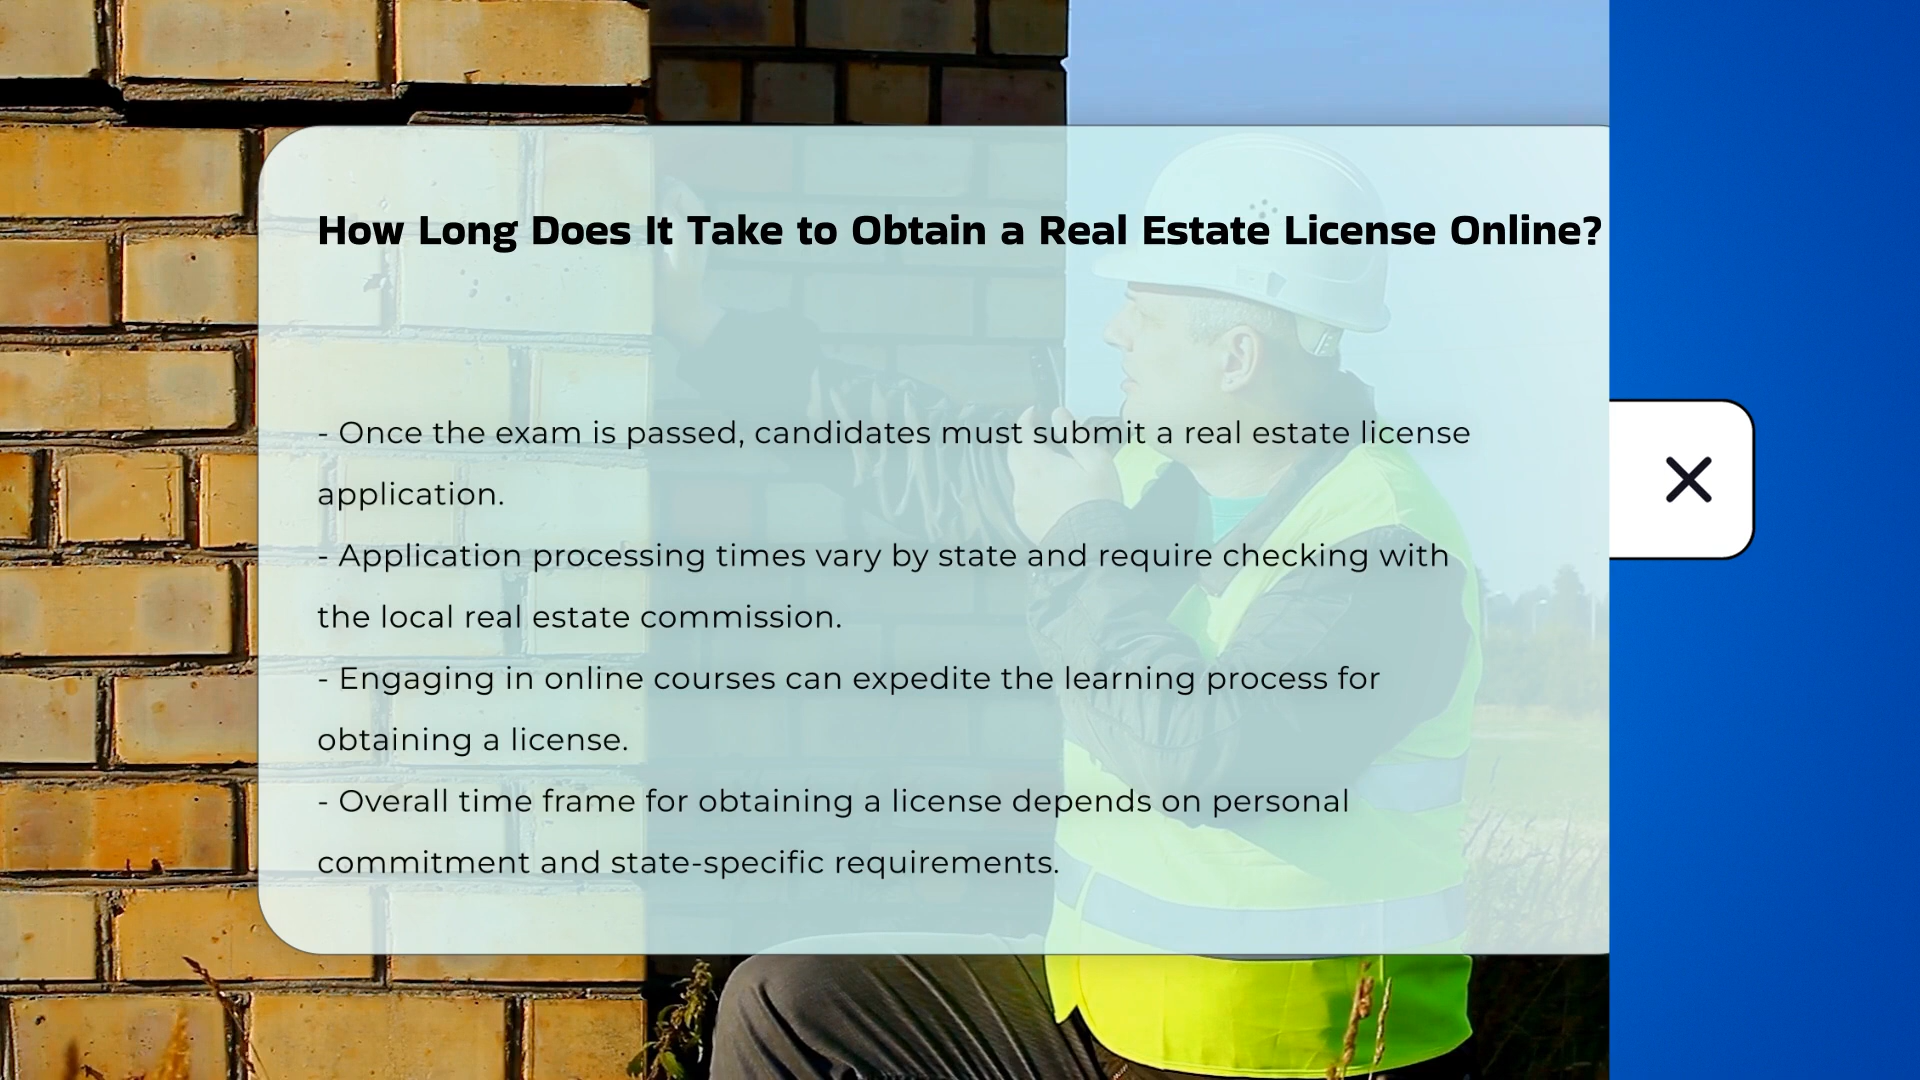 How Long Does It Take to Obtain a Real Estate License Online?
- Once the exam is passed, candidates must submit a real estate license
application.
- Application processing times vary by state and require checking with
the local real estate commission.
- Engaging in online courses can expedite the learning process for
obtaining a license.
- Overall time frame for obtaining a license depends on personal
commitment and state-specific requirements.